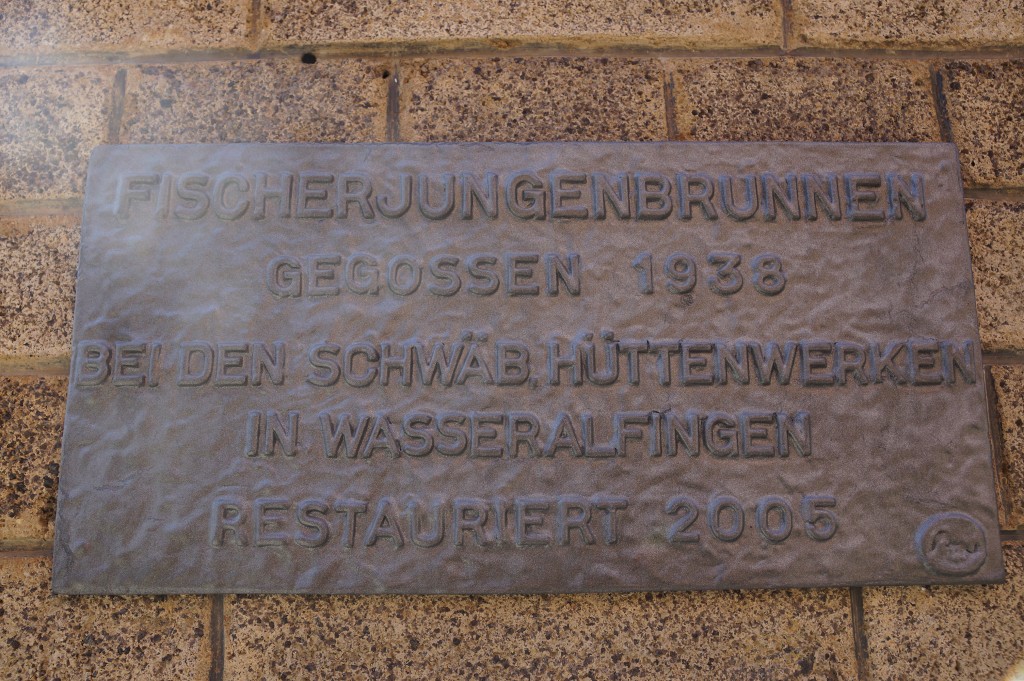 FISCHERJUNGENBRUNNEN
GEGOSSEN 1938
BEI DEN SCHWÄB. HÜTTENWERKEN
IN WASSERALFINGEN
RESTAURIERT 2005